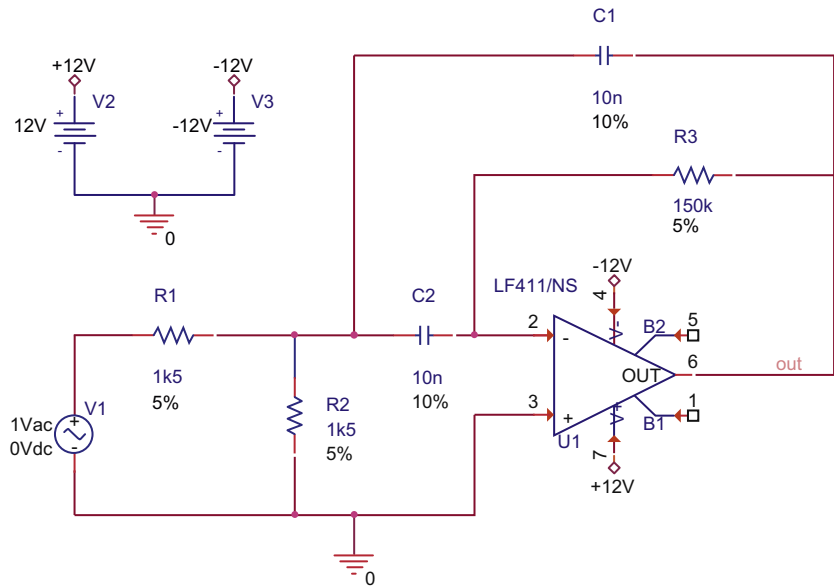 C1
10n
10%
+12V
V2
12V
+
-
-12V
V3
-12V
+
-
0
R3
150k
5%
LF411/NS
-12V
4
V-
R1
1k5
5%
C2
10n
10%
2
-
B2
5
OUT
6
out
3
+
B1
1
U1
V+
7
+12V
R2
1k5
5%
V1
1Vac
0Vdc
+
-
0